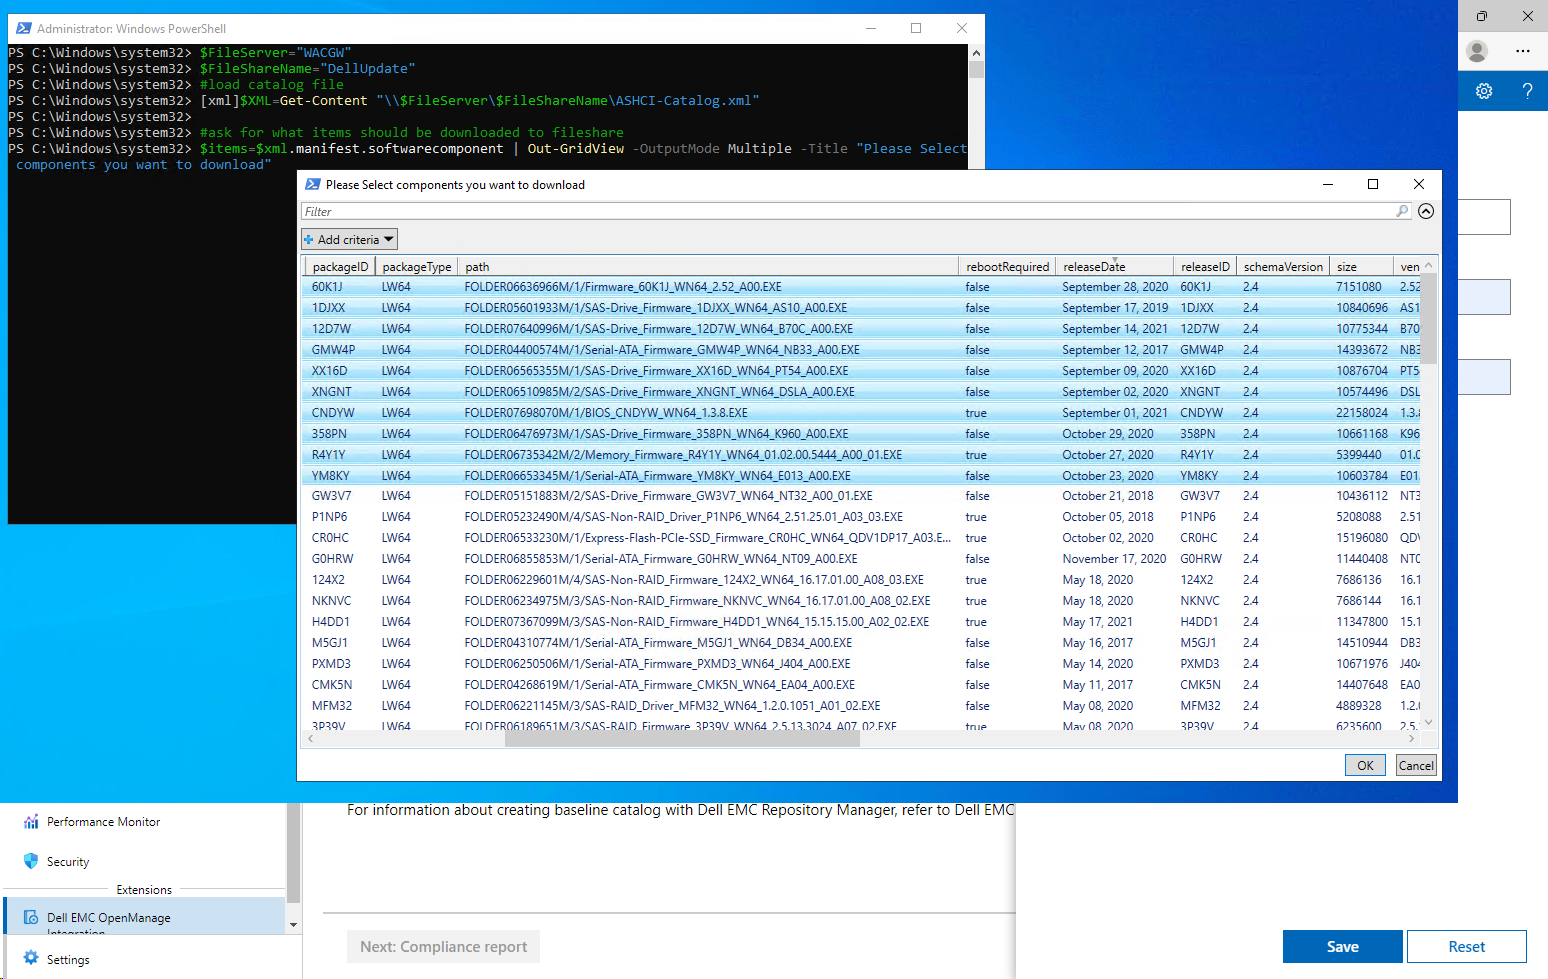 Administrator: Windows PowerShell
PS C:\Windows\system32> $FileServer="WACGW"
PS C:\Windows\system32> $FileShareName="DellUpdate"
PS C:\Windows\system32> #load catalog file
PS C:\Windows\system32> [xml]$XML=Get-Content "\\$FileServer\$FileShareName\ASHCI-Catalog.xml"
PS C:\Windows\system32>
PS C:\Windows\system32> #ask for what items should be downloaded to fileshare
PS C:\Windows\system32> $items=$xml.manifest.softwarecomponent | Out-GridView -OutputMode Multiple -Title "Please Select
components you want to download"
Please Select components you want to download
Filter
Add criteria
packageID packageType path rebootRequired releaseDate releaseID schemaVersion size ven
60K1J LW64 FOLDER06636966M/1/Firmware_60K1J_WN64_2.52_A00.EXE false September 28, 2020 60K1J 2.4 7151080 2.52
1DJXX LW64 FOLDER05601933M/1/SAS-Drive_Firmware_1DJXX_WN64_AS10_A00.EXE false September 17, 2019 1DJXX 2.4 10840696 AS1
12D7W LW64 FOLDER07640996M/1/SAS-Drive_Firmware_12D7W_WN64_B70C_A00.EXE false September 14, 2021 12D7W 2.4 10775344 B70
GMW4P LW64 FOLDER04400574M/1/Serial-ATA_Firmware_GMW4P_WN64_NB33_A00.EXE false September 12, 2017 GMW4P 2.4 14393672 NB3
XX16D LW64 FOLDER06565355M/1/SAS-Drive_Firmware_XX16D_WN64_PT54_A00.EXE false September 09, 2020 XX16D 2.4 10876704 PT5
XNGNT LW64 FOLDER06510985M/2/SAS-Drive_Firmware_XNGNT_WN64_DSLA_A00.EXE false September 02, 2020 XNGNT 2.4 10574496 DSL
CNDYW LW64 FOLDER07698070M/1/BIOS_CNDYW_WN64_1.3.8.EXE true September 01, 2021 CNDYW 2.4 22158024 1.3.8
358PN LW64 FOLDER06476973M/1/SAS-Drive_Firmware_358PN_WN64_K960_A00.EXE false October 29, 2020 358PN 2.4 10661168 K96
R4Y1Y LW64 FOLDER06735342M/2/Memory_Firmware_R4Y1Y_WN64_01.02.00.5444_A00_01.EXE true October 27, 2020 R4Y1Y 2.4 5399440 01.0
YM8KY LW64 FOLDER06653345M/1/Serial-ATA_Firmware_YM8KY_WN64_E013_A00.EXE false October 23, 2020 YM8KY 2.4 10603784 E01
GW3V7 LW64 FOLDER05151883M/2/SAS-Drive_Firmware_GW3V7_WN64_NT32_A00_01.EXE false October 21, 2018 GW3V7 2.4 10436112 NT3
P1NP6 LW64 FOLDER05232490M/4/SAS-Non-RAID_Driver_P1NP6_WN64_2.51.25.01_A03_03.EXE true October 05, 2018 P1NP6 2.4 5208088 2.51
CR0HC LW64 FOLDER06533230M/1/Express-Flash-PCIe-SSD_Firmware_CR0HC_WN64_QDV1DP17_A03.E... true October 02, 2020 CR0HC 2.4 15196080 QDV
G0HRW LW64 FOLDER06855853M/1/Serial-ATA_Firmware_G0HRW_WN64_NT09_A00.EXE false November 17, 2020 G0HRW 2.4 11440408 NT0
124X2 LW64 FOLDER06229601M/4/SAS-Non-RAID_Firmware_124X2_WN64_16.17.01.00_A08_03.EXE true May 18, 2020 124X2 2.4 7686136 16.1
NKNVC LW64 FOLDER06234975M/3/SAS-Non-RAID_Firmware_NKNVC_WN64_16.17.01.00_A08_02.EXE true May 18, 2020 NKNVC 2.4 7686144 16.1
H4DD1 LW64 FOLDER07367099M/3/SAS-Non-RAID_Firmware_H4DD1_WN64_15.15.15.00_A02_02.EXE true May 17, 2021 H4DD1 2.4 11347800 15.1
M5GJ1 LW64 FOLDER04310774M/1/Serial-ATA_Firmware_M5GJ1_WN64_DB34_A00.EXE false May 16, 2017 M5GJ1 2.4 14510944 DB3
PXMD3 LW64 FOLDER06250506M/1/Serial-ATA_Firmware_PXMD3_WN64_J404_A00.EXE false May 14, 2020 PXMD3 2.4 10671976 J404
CMK5N LW64 FOLDER04268619M/1/Serial-ATA_Firmware_CMK5N_WN64_EA04_A00.EXE false May 11, 2017 CMK5N 2.4 14407648 EA0
MFM32 LW64 FOLDER06221145M/3/SAS-RAID_Driver_MFM32_WN64_1.2.0.1051_A01_02.EXE false May 08, 2020 MFM32 2.4 4889328 1.2.0
3P39V LW64 FOLDER06189651M/3/SAS-RAID_Firmware_3P39V_WN64_2.5.13.3024_A07_02.EXE true May 08, 2020 3P39V 2.4 6235600 2.5.
OK Cancel
For information about creating baseline catalog with Dell EMC Repository Manager, refer to Dell EMC
Performance Monitor
Security
Extensions
Dell EMC OpenManage
Integration
Settings
Next: Compliance report
Save Reset